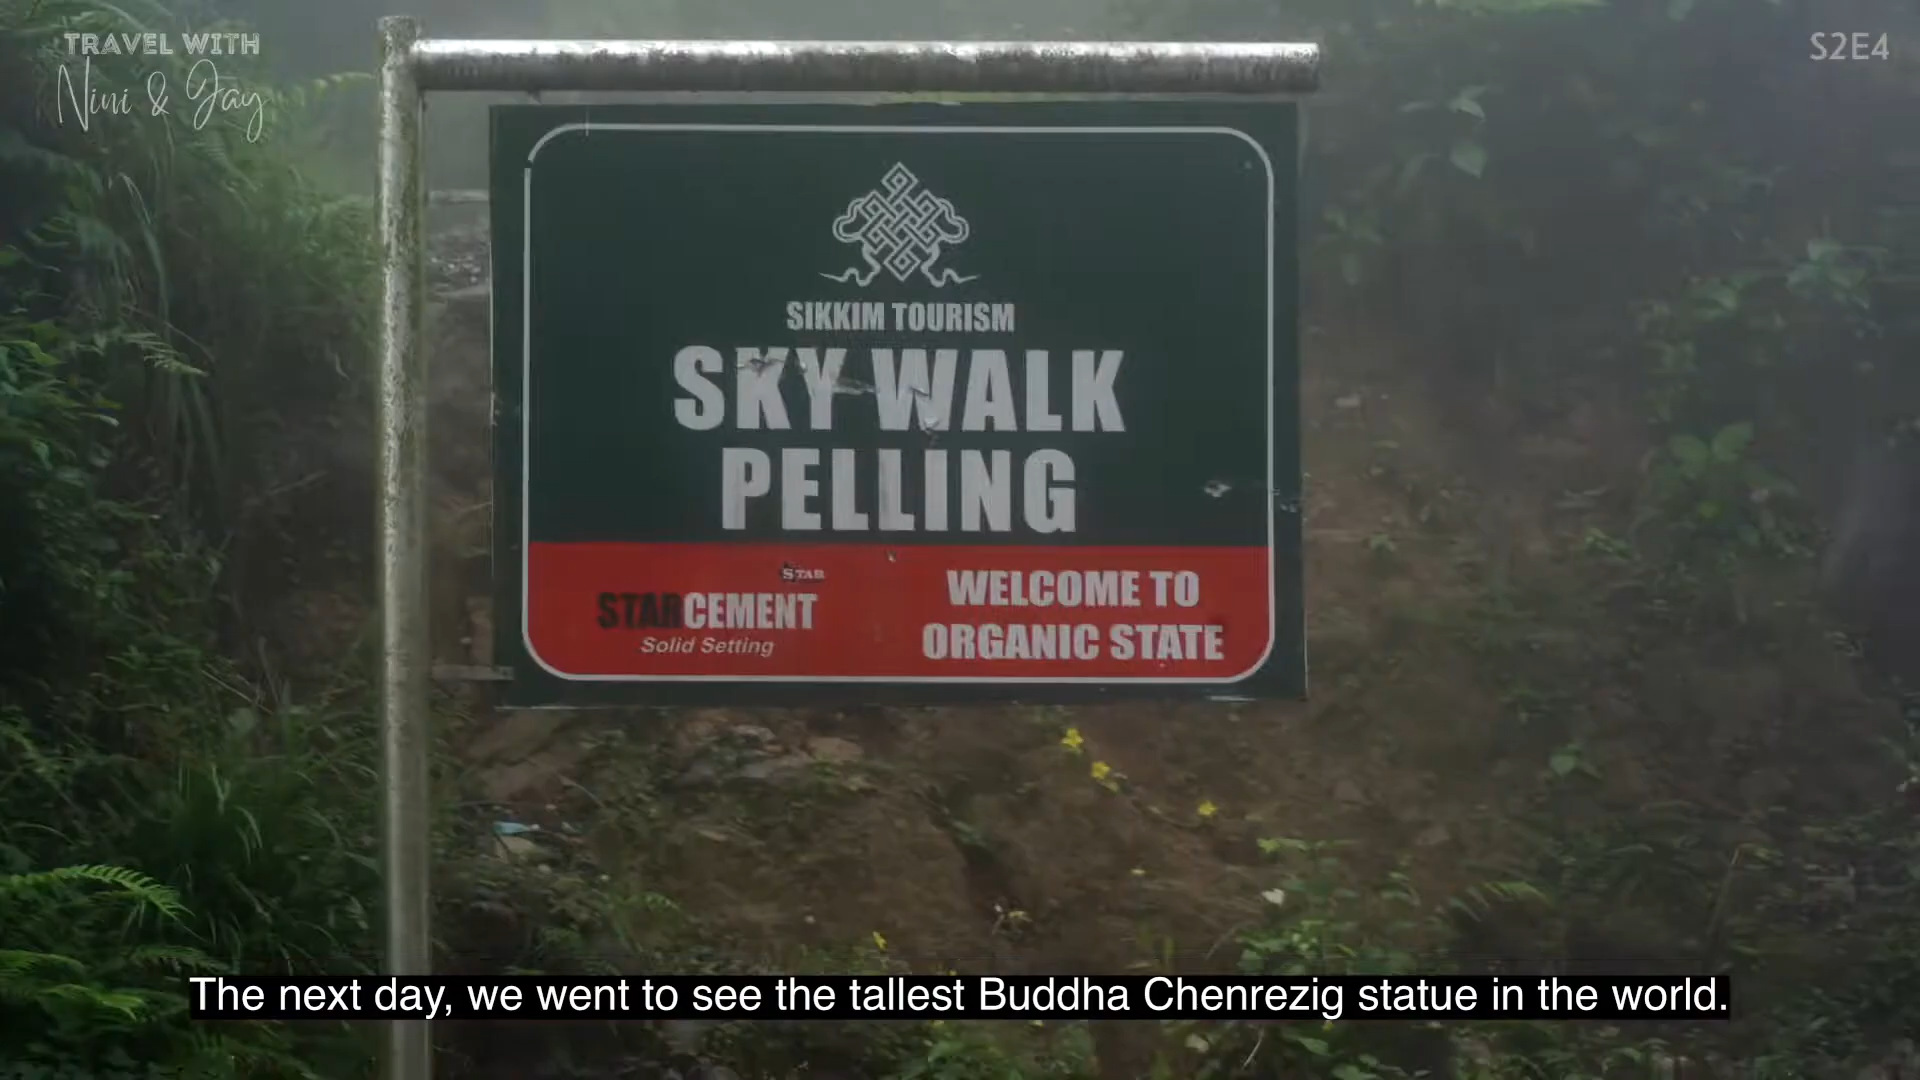 TRAVEL WITH
Nini & Jay
S2E4
SIKKIM TOURISM
SKY WALK
PELLING
STAR
STARCEMENT
Solid Setting
WELCOME TO
ORGANIC STATE
The next day, we went to see the tallest Buddha Chenrezig statue in the world.